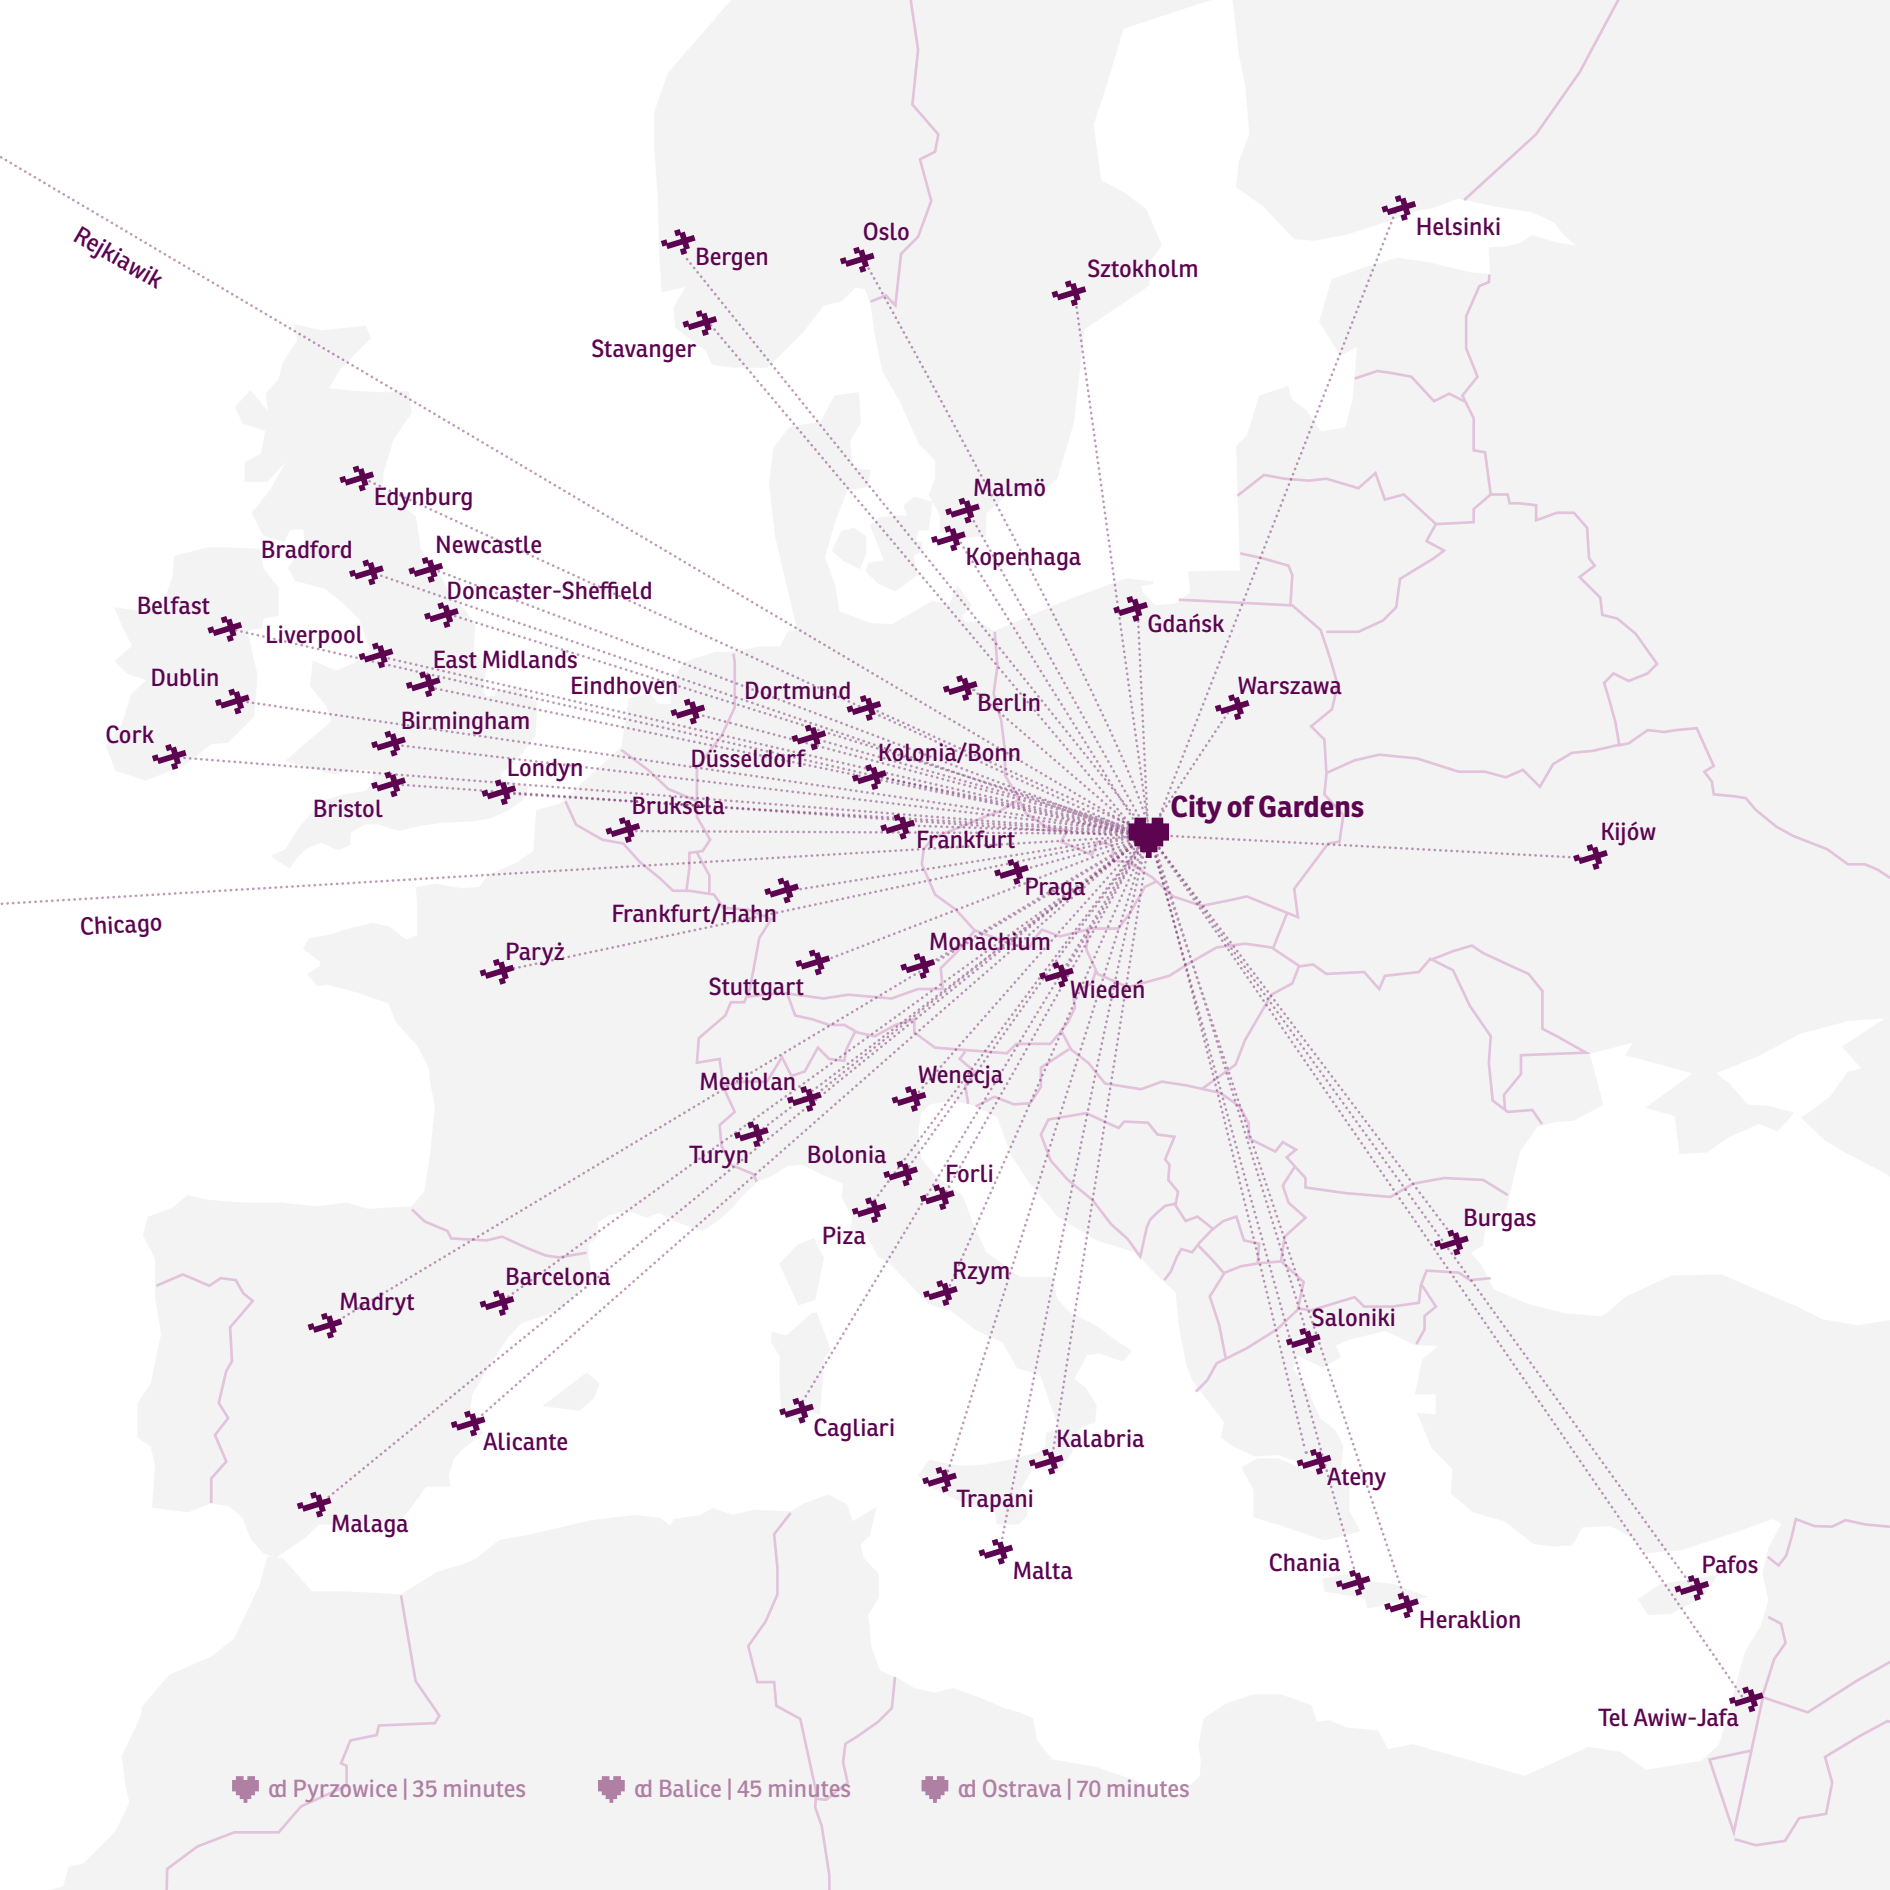 Helsinki
Oslo
Bergen
Rejkiawik
Sztokholm
Stavanger
Malmö
Edynburg
Newcastle
Bradford
Kopenhaga
Doncaster-Sheffield
Belfast
Gdańsk
Liverpool
East Midlands
Dublin
Eindhoven
Dortmund
Warszawa
Berlin
Birmingham
Cork
Kolonia/Bonn
Düsseldorf
Londyn
Bruksela
City of Gardens
Bristol
Kijów
Frankfurt
Praga
Frankfurt/Hahn
Chicago
Monachium
Paryż
Stuttgart
Wiedeń
Wenecja
Mediolan
Turyn
Bolonia
Forli
Burgas
Piza
Rzym
Barcelona
Madryt
Saloniki
Cagliari
Kalabria
Alicante
Ateny
Trapani
Malaga
Chania
Pafos
Malta
Heraklion
Tel Awiw-Jafa
od Pyrzowice | 35 minutes
od Balice | 45 minutes
od Ostrava | 70 minutes